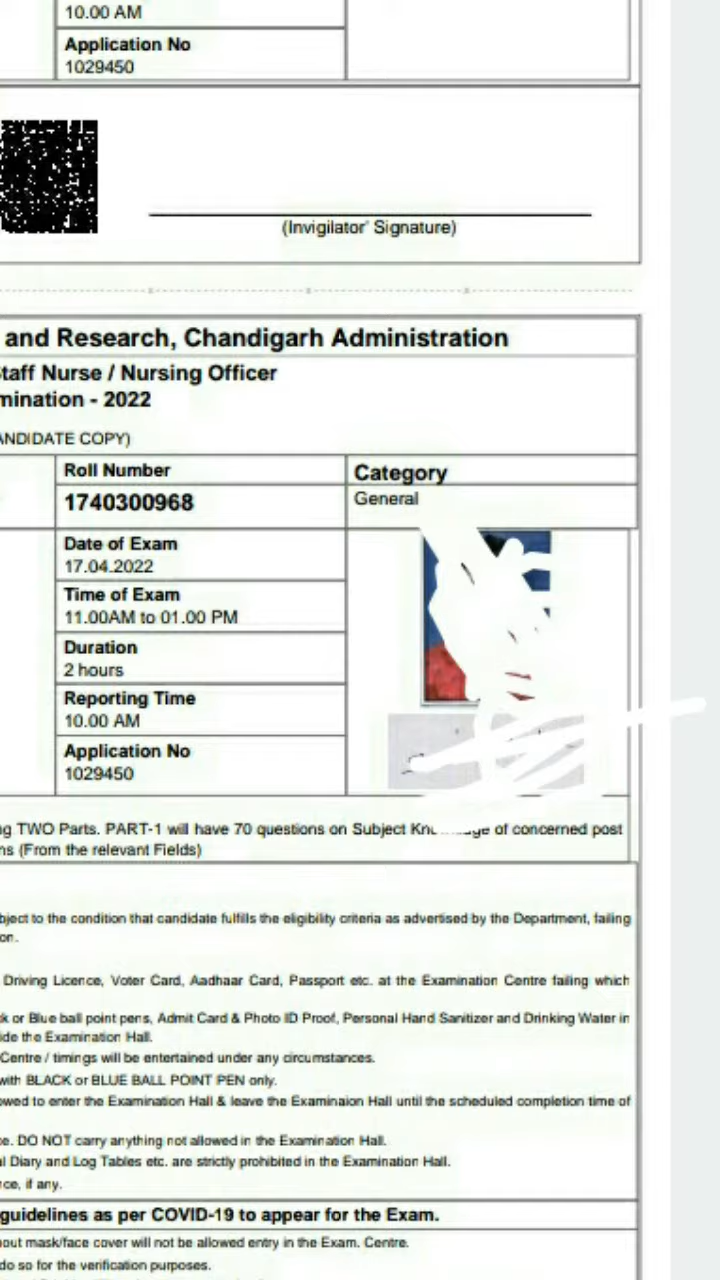 10.00 AM
Application No
1029450
(Invigilator' Signature)
and Research, Chandigarh Administration
taff Nurse / Nursing Officer
mination - 2022
ANDIDATE COPY)
Roll Number
Category
1740300968
General
Date of Exam
17.04.2022
Time of Exam
11.00AM to 01.00 PM
Duration
2 hours
Reporting Time
10.00 AM
Application No
1029450
ng TWO Parts. PART-1 will have 70 questions on Subject of concerned post
ns (From the relevant Fields)
bject to the condition that candidate fulfills the eligibility criteria as advertised by the Department, failing
on.
Driving Licence, Voter Card, Aadhaar Card, Passport etc. at the Examination Centre failing which
k or Blue ball point pens, Admit Card & Photo ID Proof, Personal Hand Sanitizer and Drinking Water in
ide the Examination Hall.
Centre / timings will be entertained under any circumstances.
with BLACK or BLUE BALL POINT PEN only.
owed to enter the Examination Hall & leave the Examinaion Hall until the scheduled completion time of
ce. DO NOT carry anything not allowed in the Examination Hall.
l Diary and Log Tables etc. are strictly prohibited in the Examination Hall.
nce, if any.
guidelines as per COVID-19 to appear for the Exam.
out mask/face cover will not be allowed entry in the Exam. Centre.
do so for the verification purposes.